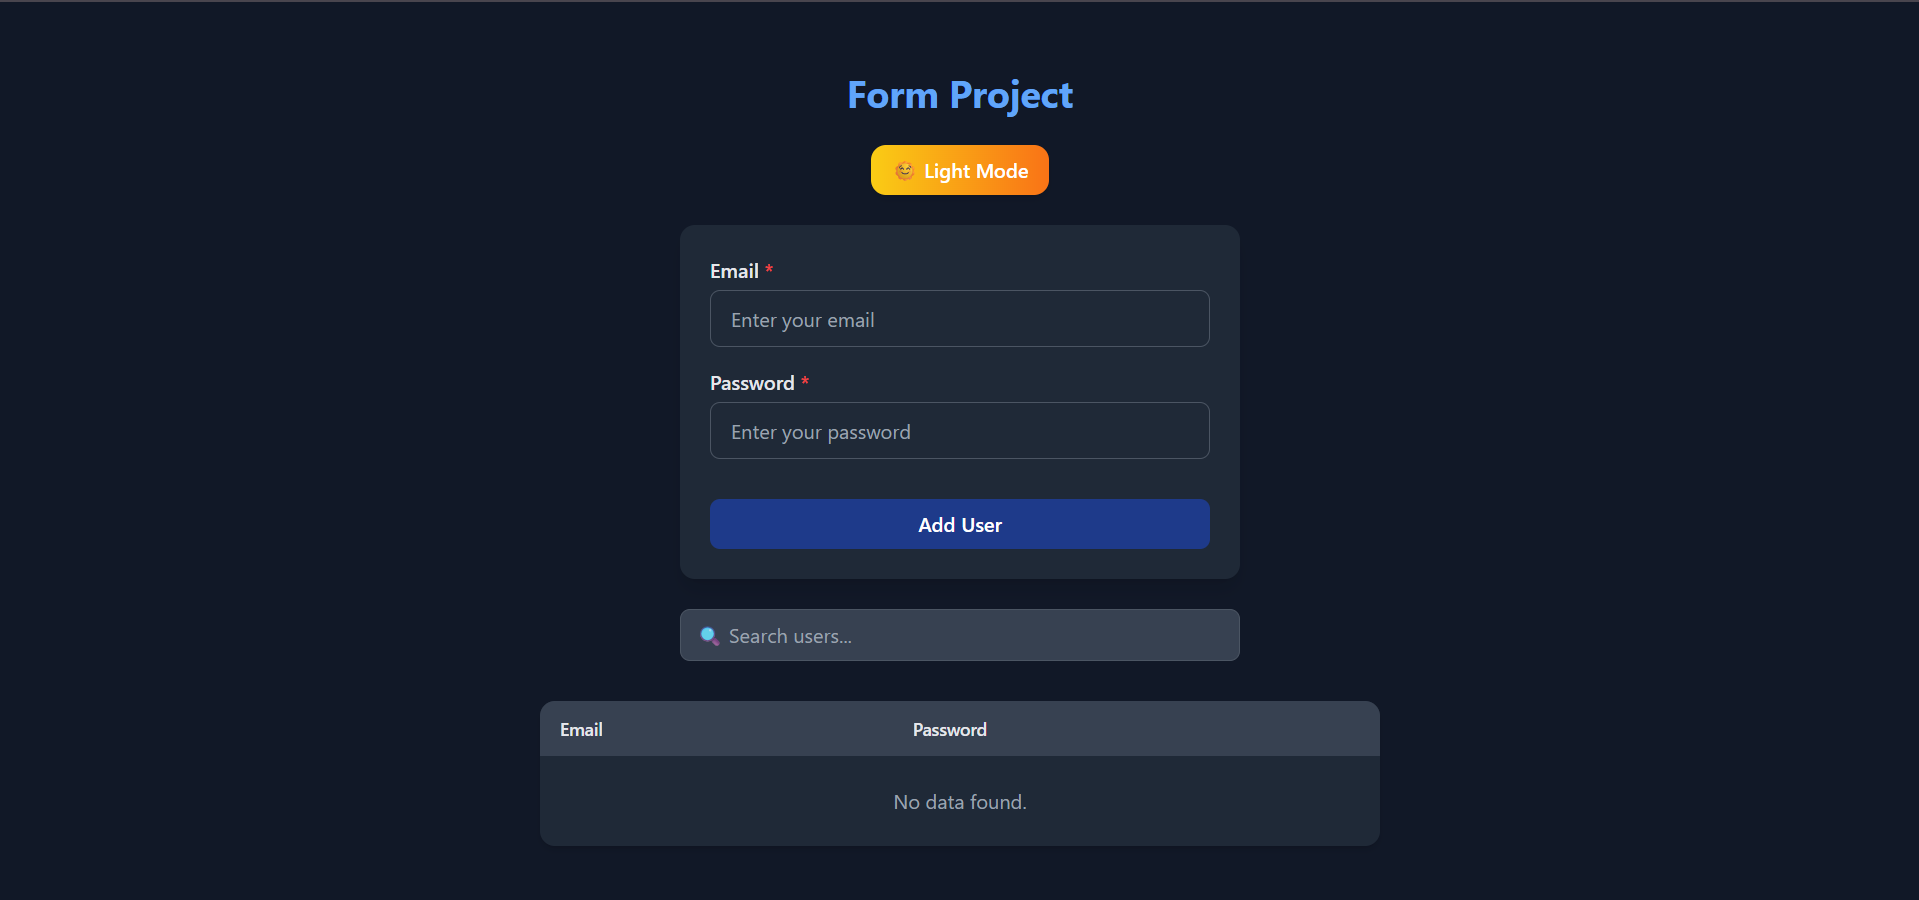 Form Project
🌞 Light Mode
Email *
Enter your email
Password *
Enter your password
Add User
🔍 Search users...
Email Password
No data found.